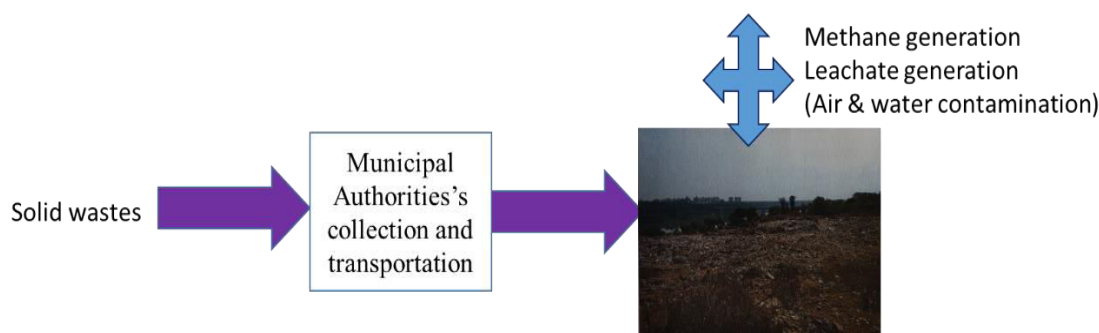 Solid wastes
Municipal
Authorities's
collection and
transportation
Methane generation
Leachate generation
(Air & water contamination)